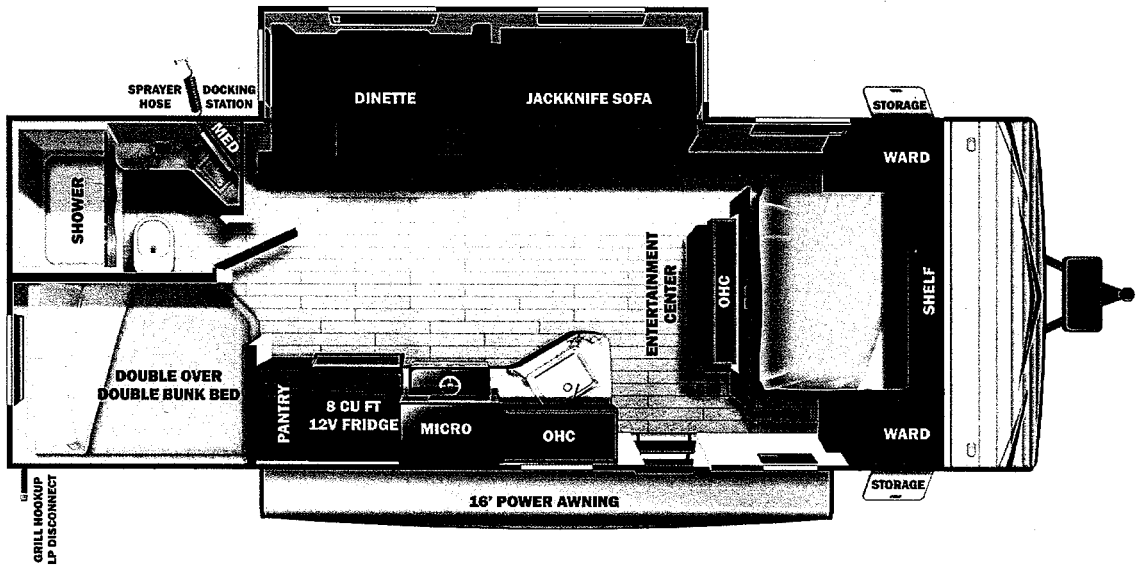 SPRAYER
HOSE
DOCKING
STATION
DINETTE
JACKKNIFE SOFA
STORAGE
MED
WARD
SHOWER
ENTERTAINMENT
CENTER
OHC
SHELF
DOUBLE OVER
DOUBLE BUNK BED
PANTRY
8 CU FT
12V FRIDGE
MICRO
OHC
WARD
STORAGE
16' POWER AWNING
GRILL HOOKUP
LP DISCONNECT